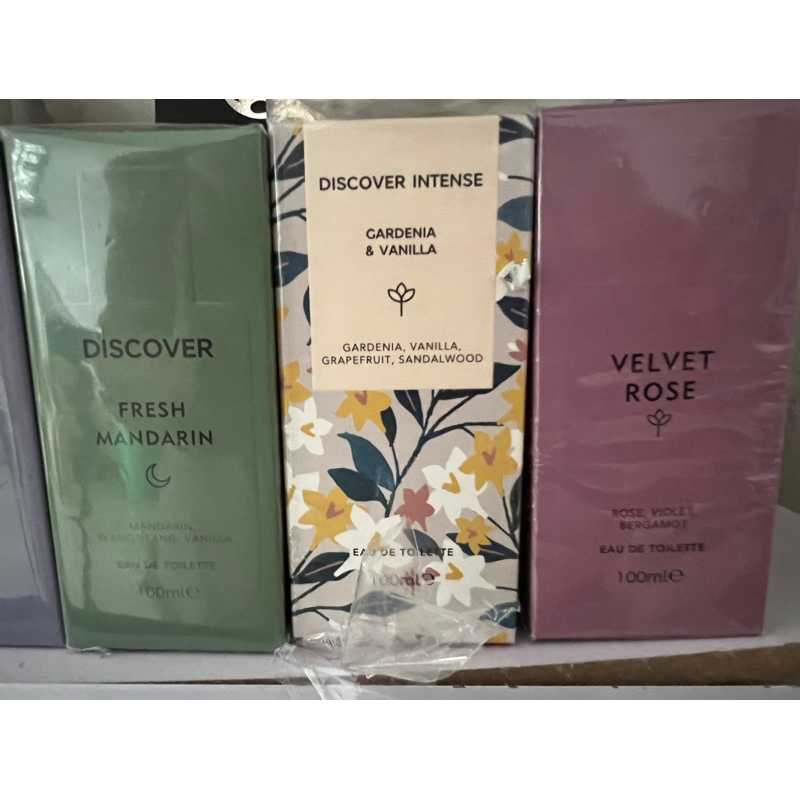 DISCOVER
FRESH
MANDARIN
MANDARIN,
YLANG YLANG, VANILLA
EAU DE TOILETTE
100ml℮
DISCOVER INTENSE
GARDENIA
& VANILLA
GARDENIA, VANILLA,
GRAPEFRUIT, SANDALWOOD
EAU DE TOILETTE
100ml℮
VELVET
ROSE
ROSE, VIOLET,
BERGAMOT
EAU DE TOILETTE
100ml℮